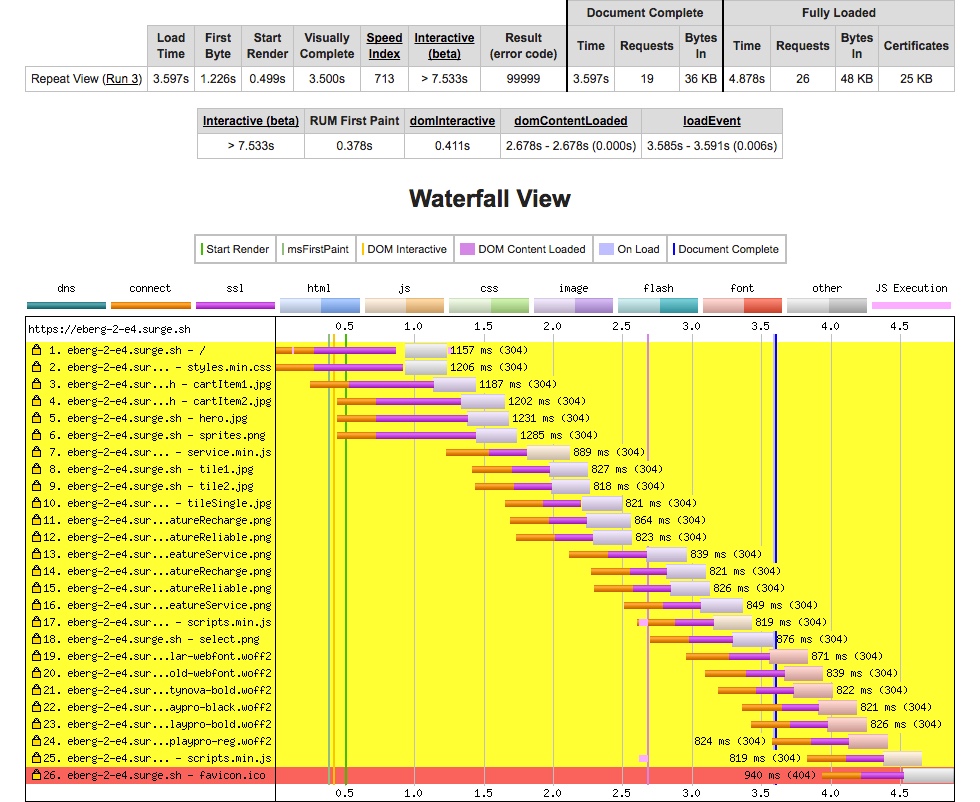 Document Complete Fully Loaded
Load Time First Byte Start Render Visually Complete Speed Index Interactive (beta) Result (error code) Time Requests Bytes In Time Requests Bytes In Certificates
Repeat View (Run 3) 3.597s 1.226s 0.499s 3.500s 713 > 7.533s 99999 3.597s 19 36 KB 4.878s 26 48 KB 25 KB
Interactive (beta) RUM First Paint domInteractive domContentLoaded loadEvent
> 7.533s 0.378s 0.411s 2.678s - 2.678s (0.000s) 3.585s - 3.591s (0.006s)
Waterfall View
Start Render msFirstPaint DOM Interactive DOM Content Loaded On Load Document Complete
dns connect ssl html js css image flash font other JS Execution
https://eberg-2-e4.surge.sh 0.5 1.0 1.5 2.0 2.5 3.0 3.5 4.0 4.5
1. eberg-2-e4.surge.sh - / 1157 ms (304)
2. eberg-2-e4.sur... - styles.min.css 1206 ms (304)
3. eberg-2-e4.sur...h - cartItem1.jpg 1187 ms (304)
4. eberg-2-e4.sur...h - cartItem2.jpg 1202 ms (304)
5. eberg-2-e4.surge.sh - hero.jpg 1231 ms (304)
6. eberg-2-e4.surge.sh - sprites.png 1285 ms (304)
7. eberg-2-e4.sur... - service.min.js 889 ms (304)
8. eberg-2-e4.surge.sh - tile1.jpg 827 ms (304)
9. eberg-2-e4.surge.sh - tile2.jpg 818 ms (304)
10. eberg-2-e4.sur... - tileSingle.jpg 821 ms (304)
11. eberg-2-e4.sur...atureRecharge.png 864 ms (304)
12. eberg-2-e4.sur...atureReliable.png 823 ms (304)
13. eberg-2-e4.sur...eatureService.png 839 ms (304)
14. eberg-2-e4.sur...atureRecharge.png 821 ms (304)
15. eberg-2-e4.sur...atureReliable.png 826 ms (304)
16. eberg-2-e4.sur...eatureService.png 849 ms (304)
17. eberg-2-e4.sur... - scripts.min.js 819 ms (304)
18. eberg-2-e4.surge.sh - select.png 876 ms (304)
19. eberg-2-e4.sur...lar-webfont.woff2 871 ms (304)
20. eberg-2-e4.sur...old-webfont.woff2 839 ms (304)
21. eberg-2-e4.sur...tynova-bold.woff2 822 ms (304)
22. eberg-2-e4.sur...aypro-black.woff2 821 ms (304)
23. eberg-2-e4.sur...laypro-bold.woff2 826 ms (304)
24. eberg-2-e4.sur...playpro-reg.woff2 824 ms (304)
25. eberg-2-e4.sur... - scripts.min.js 819 ms (304)
26. eberg-2-e4.surge.sh - favicon.ico 940 ms (404)
0.5 1.0 1.5 2.0 2.5 3.0 3.5 4.0 4.5